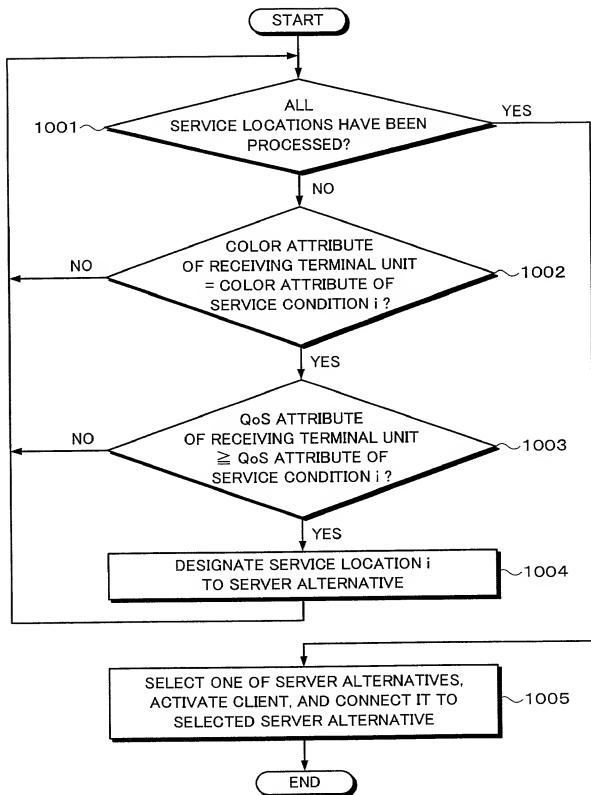 START
ALL
SERVICE LOCATIONS HAVE BEEN
PROCESSED?
YES
1001
NO
COLOR ATTRIBUTE
OF RECEIVING TERMINAL UNIT
= COLOR ATTRIBUTE OF
SERVICE CONDITION i ?
NO
1002
YES
QoS ATTRIBUTE
OF RECEIVING TERMINAL UNIT
≧ QoS ATTRIBUTE OF
SERVICE CONDITION i ?
NO
1003
YES
DESIGNATE SERVICE LOCATION i
TO SERVER ALTERNATIVE
1004
SELECT ONE OF SERVER ALTERNATIVES,
ACTIVATE CLIENT, AND CONNECT IT TO
SELECTED SERVER ALTERNATIVE
1005
END